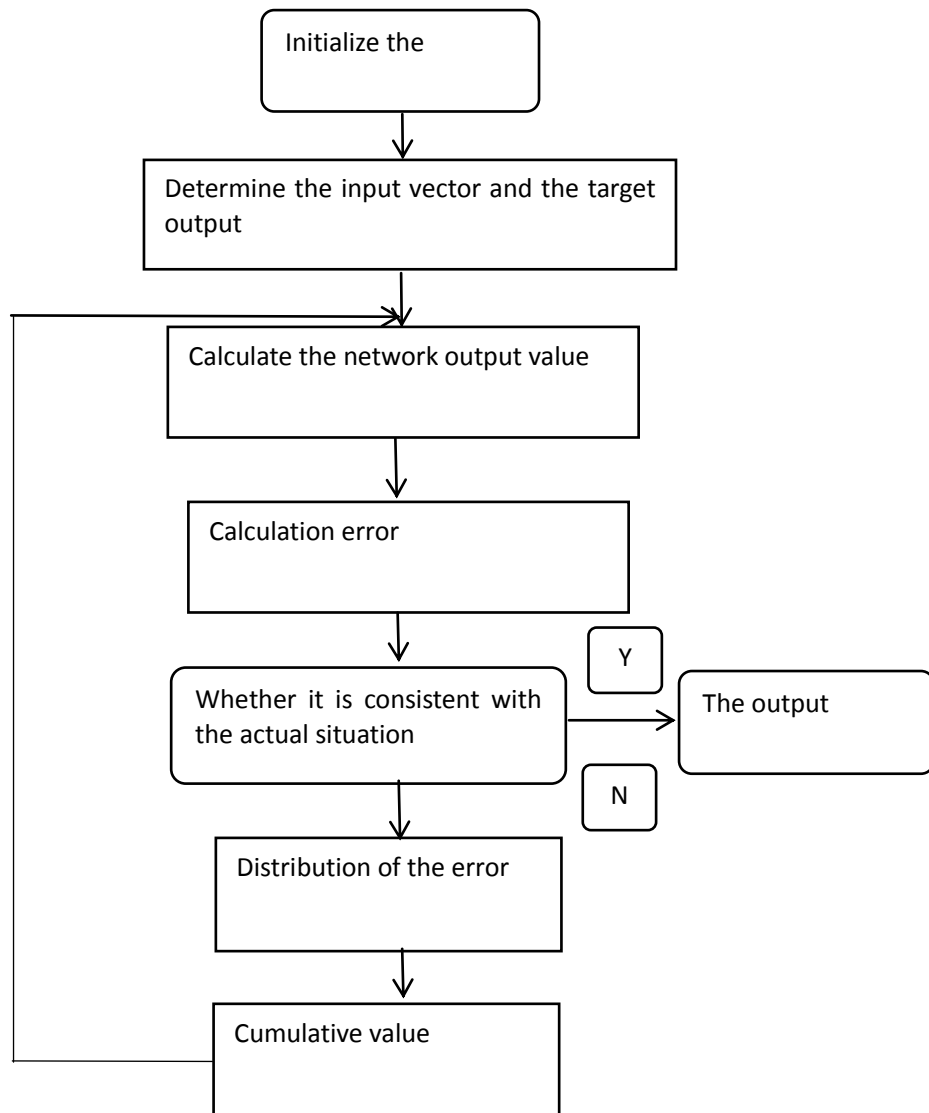 Initialize the
Determine the input vector and the target
output
Calculate the network output value
Calculation error
Whether it is consistent with
the actual situation
Y
The output
N
Distribution of the error
Cumulative value